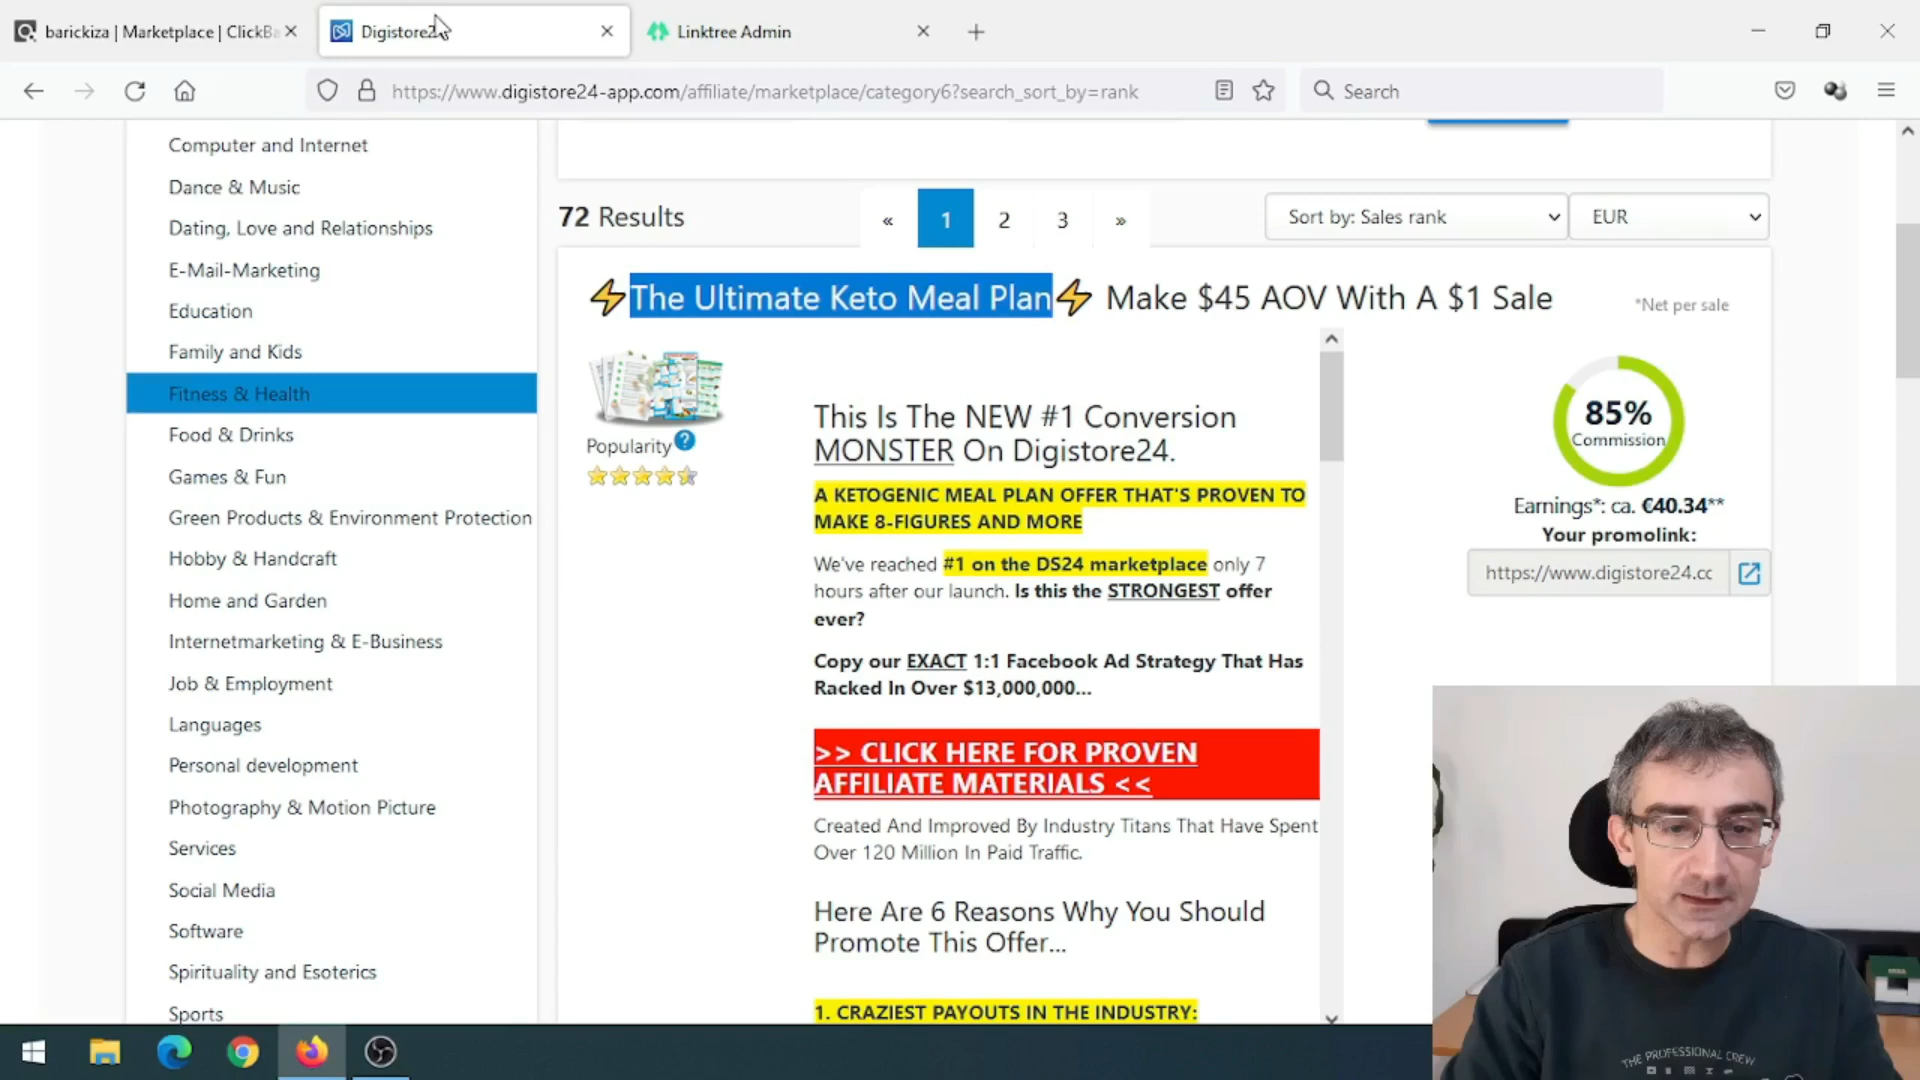 barickiza | Marketplace | ClickBa
Digistore24
Linktree Admin
https://www.digistore24-app.com/affiliate/marketplace/category6?search_sort_by=rank
Search
Computer and Internet
Dance & Music
Dating, Love and Relationships
E-Mail-Marketing
Education
Family and Kids
Fitness & Health
Food & Drinks
Games & Fun
Green Products & Environment Protection
Hobby & Handcraft
Home and Garden
Internetmarketing & E-Business
Job & Employment
Languages
Personal development
Photography & Motion Picture
Services
Social Media
Software
Spirituality and Esoterics
Sports
72 Results
« 1 2 3 »
Sort by: Sales rank
EUR
⚡The Ultimate Keto Meal Plan⚡ Make $45 AOV With A $1 Sale
*Net per sale
Popularity ?
This Is The NEW #1 Conversion
MONSTER On Digistore24.
A KETOGENIC MEAL PLAN OFFER THAT'S PROVEN TO
MAKE 8-FIGURES AND MORE
We've reached #1 on the DS24 marketplace only 7
hours after our launch. Is this the STRONGEST offer
ever?
Copy our EXACT 1:1 Facebook Ad Strategy That Has
Racked In Over $13,000,000...
>> CLICK HERE FOR PROVEN
AFFILIATE MATERIALS <<
Created And Improved By Industry Titans That Have Spent
Over 120 Million In Paid Traffic.
Here Are 6 Reasons Why You Should
Promote This Offer...
1. CRAZIEST PAYOUTS IN THE INDUSTRY:
85%
Commission
Earnings*: ca. €40.34**
Your promolink:
https://www.digistore24.cc
THE PROFESSIONAL CREW